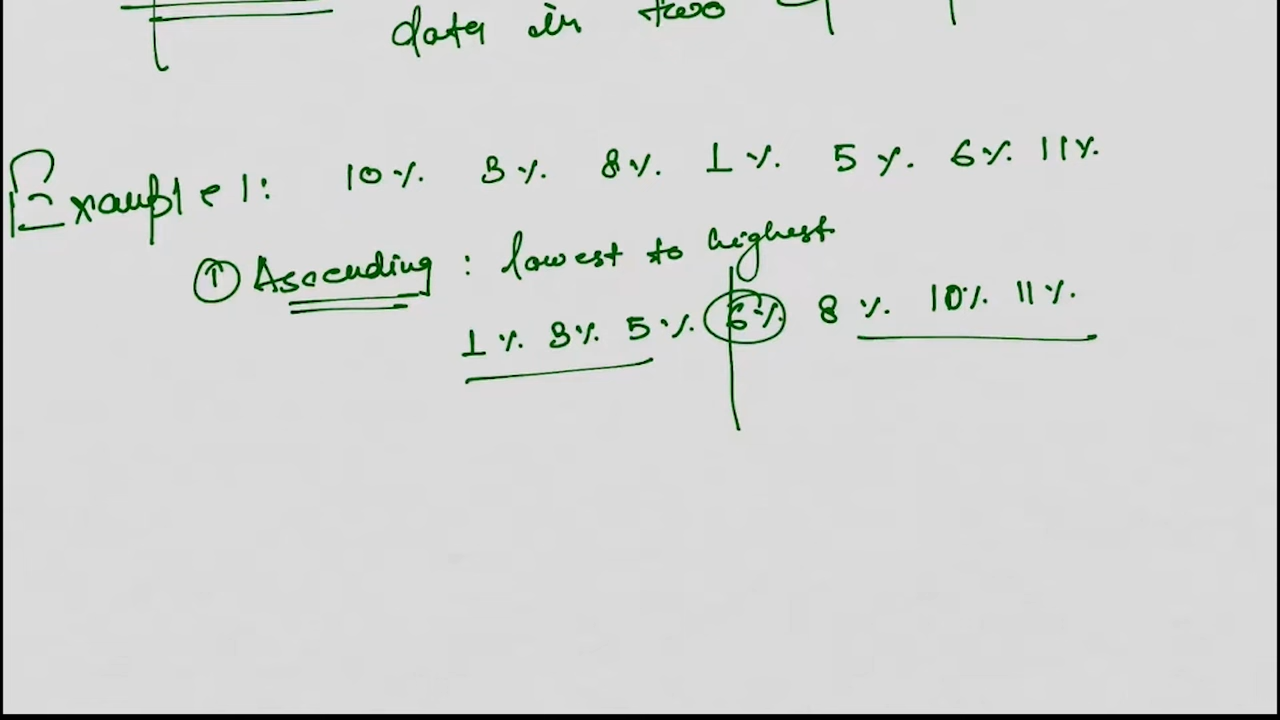 data in two
Example 1: 10% 3% 8% 1% 5% 6% 11%
① Ascending : lowest to highest
1% 3% 5% 6% 8% 10% 11%